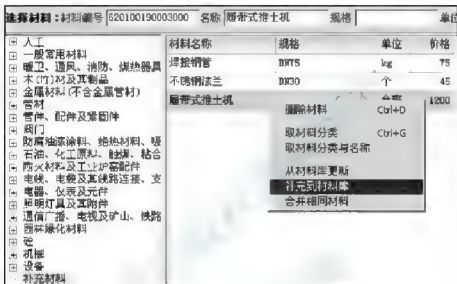 选择材料：材料编号 620100190003000 名称 履带式推土机 规格 单位
人工
一般常用材料
暖卫、通风、消防、煤热器具
木(竹)材及其制品
金属材料(不含金属管材)
管材
管件、配件及紧固件
阀门
防腐油漆涂料、绝热材料、吸
石油、化工原料、触媒、粘合
防火材料及工业炉窑配件
电线、电缆及其线路连接、支
电器、仪表及元件
照明灯具及其附件
通信广播、电视及矿山、铁路
园林绿化材料
砼
机械
设备
补充材料
材料名称 规格 单位 价格
焊接钢管 DN75 kg 75
不锈钢法兰 DN30 个 45
履带式推土机 台班 1200
删除材料 Ctrl+D
取材料分类 Ctrl+G
取材料分类与名称
从材料库更新
补充到材料库
合并相同材料